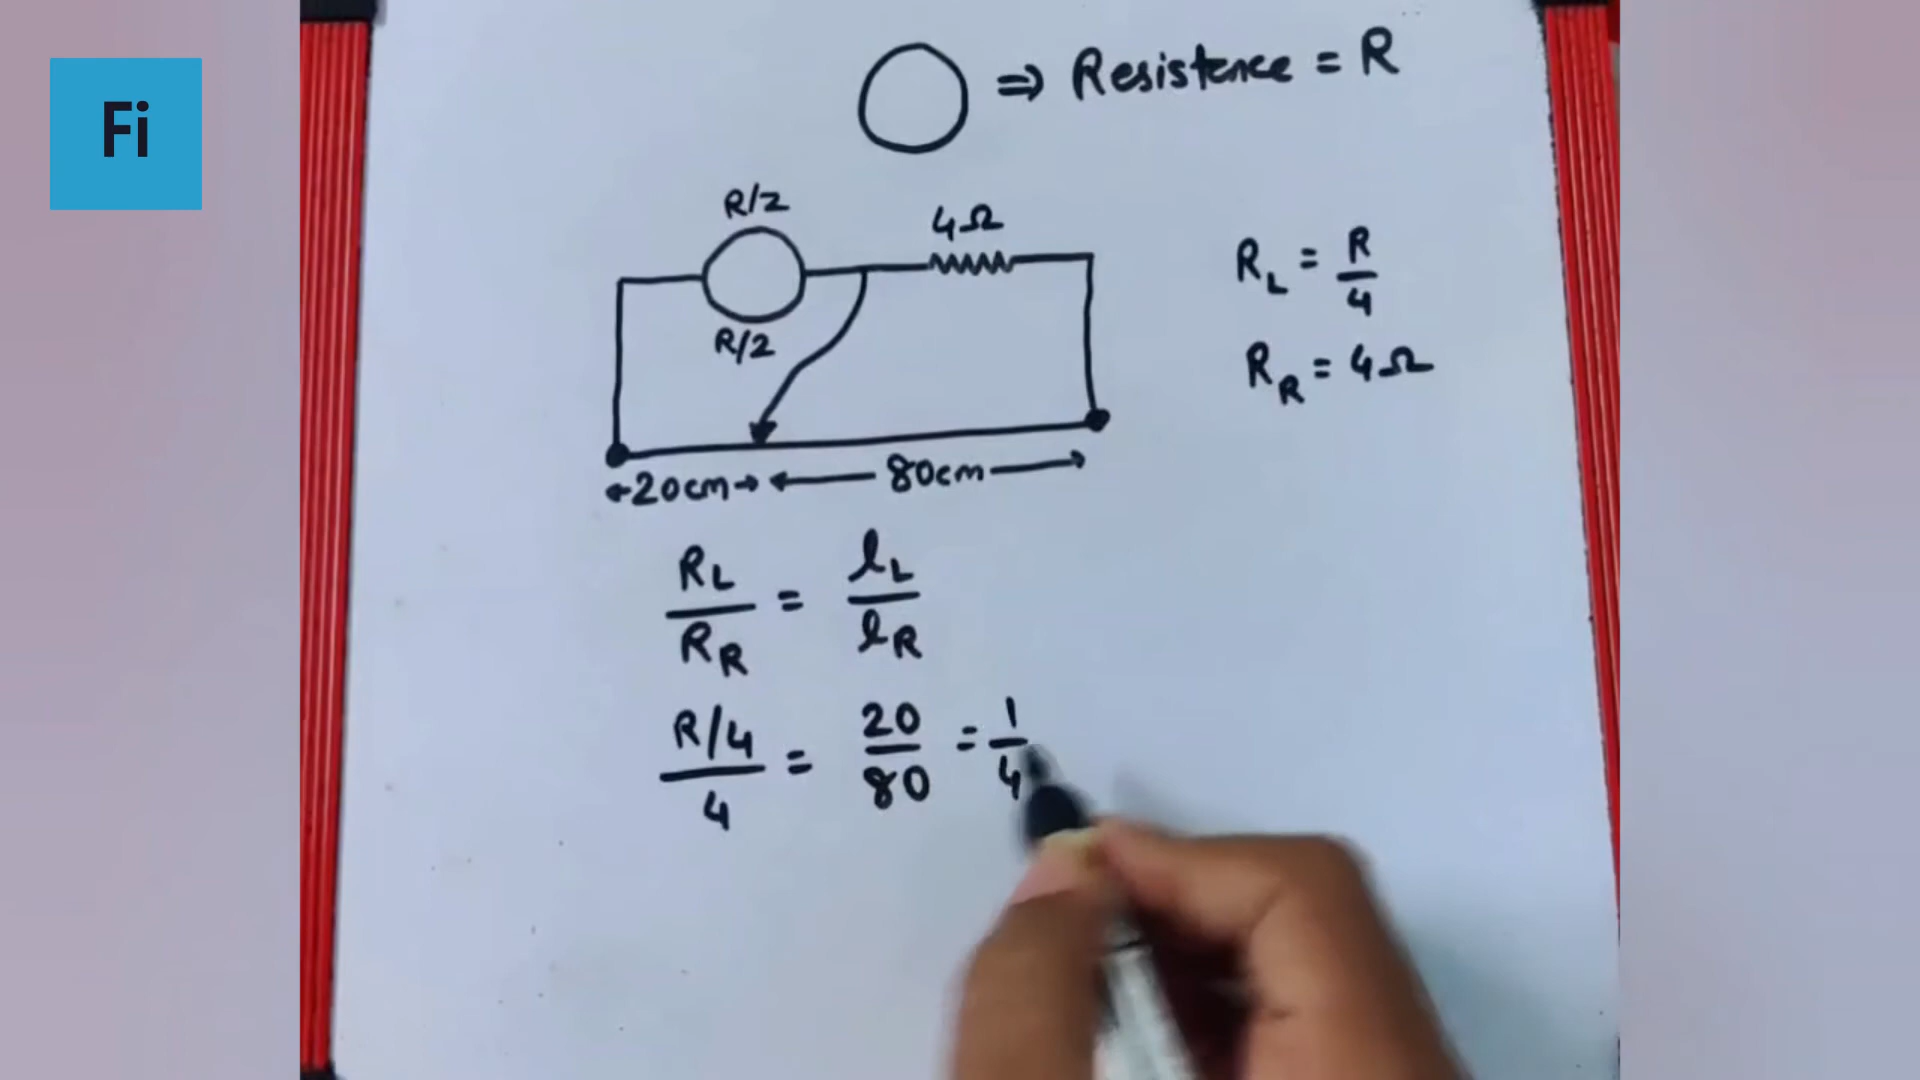 Fi
⇒ Resistence = R
R/2
4Ω
R/2
R_L = R/4
R_R = 4Ω
20cm
80cm
R_L/R_R = l_L/l_R
R/4/4 = 20/80 = 1/4